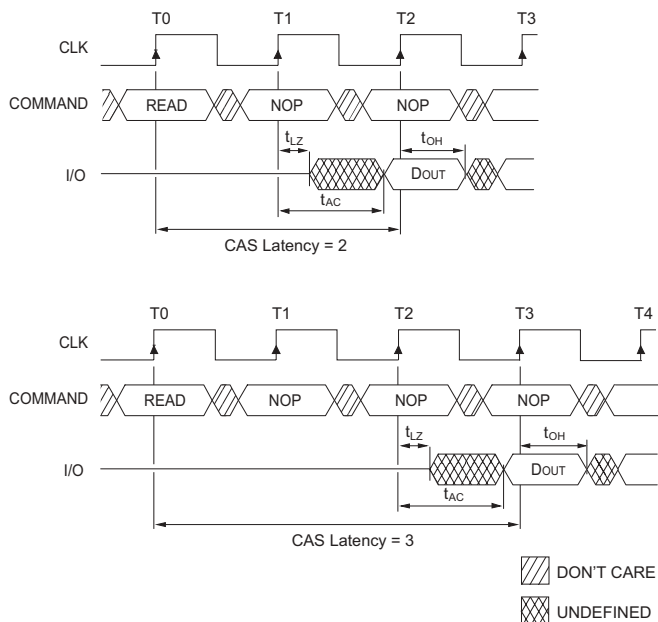 T0 T1 T2 T3
CLK
COMMAND READ NOP NOP
tLZ tOH
I/O DOUT
tAC
CAS Latency = 2
T0 T1 T2 T3 T4
CLK
COMMAND READ NOP NOP NOP
tLZ tOH
I/O DOUT
tAC
CAS Latency = 3
DON'T CARE
UNDEFINED